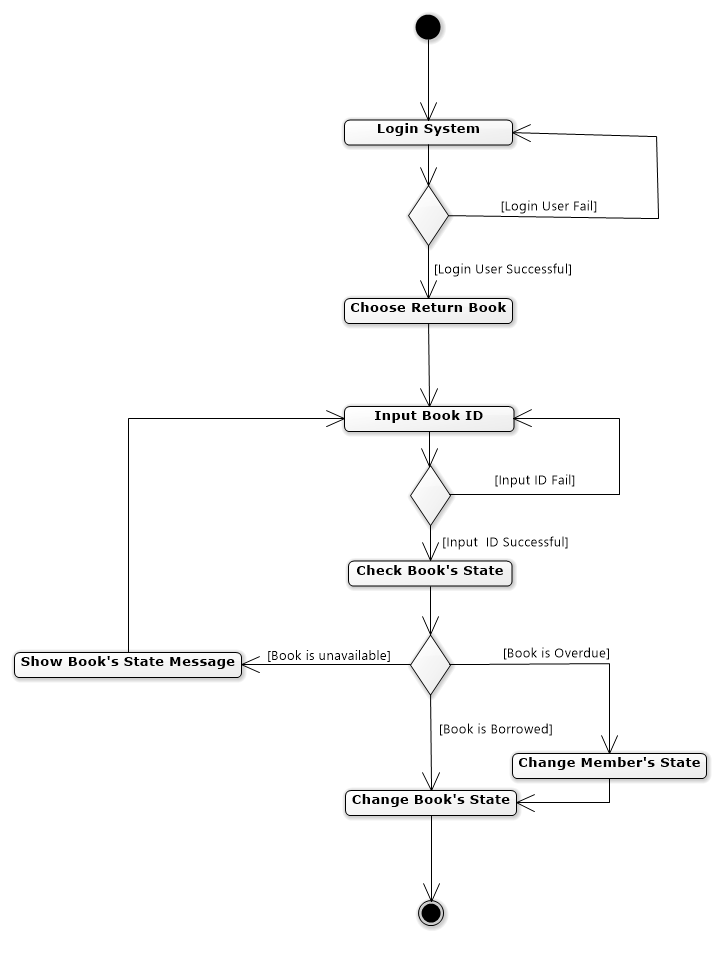 Login System
[Login User Fail]
[Login User Successful]
Choose Return Book
Input Book ID
[Input ID Fail]
[Input  ID Successful]
Check Book's State
[Book is unavailable]
[Book is Overdue]
Show Book's State Message
[Book is Borrowed]
Change Member's State
Change Book's State